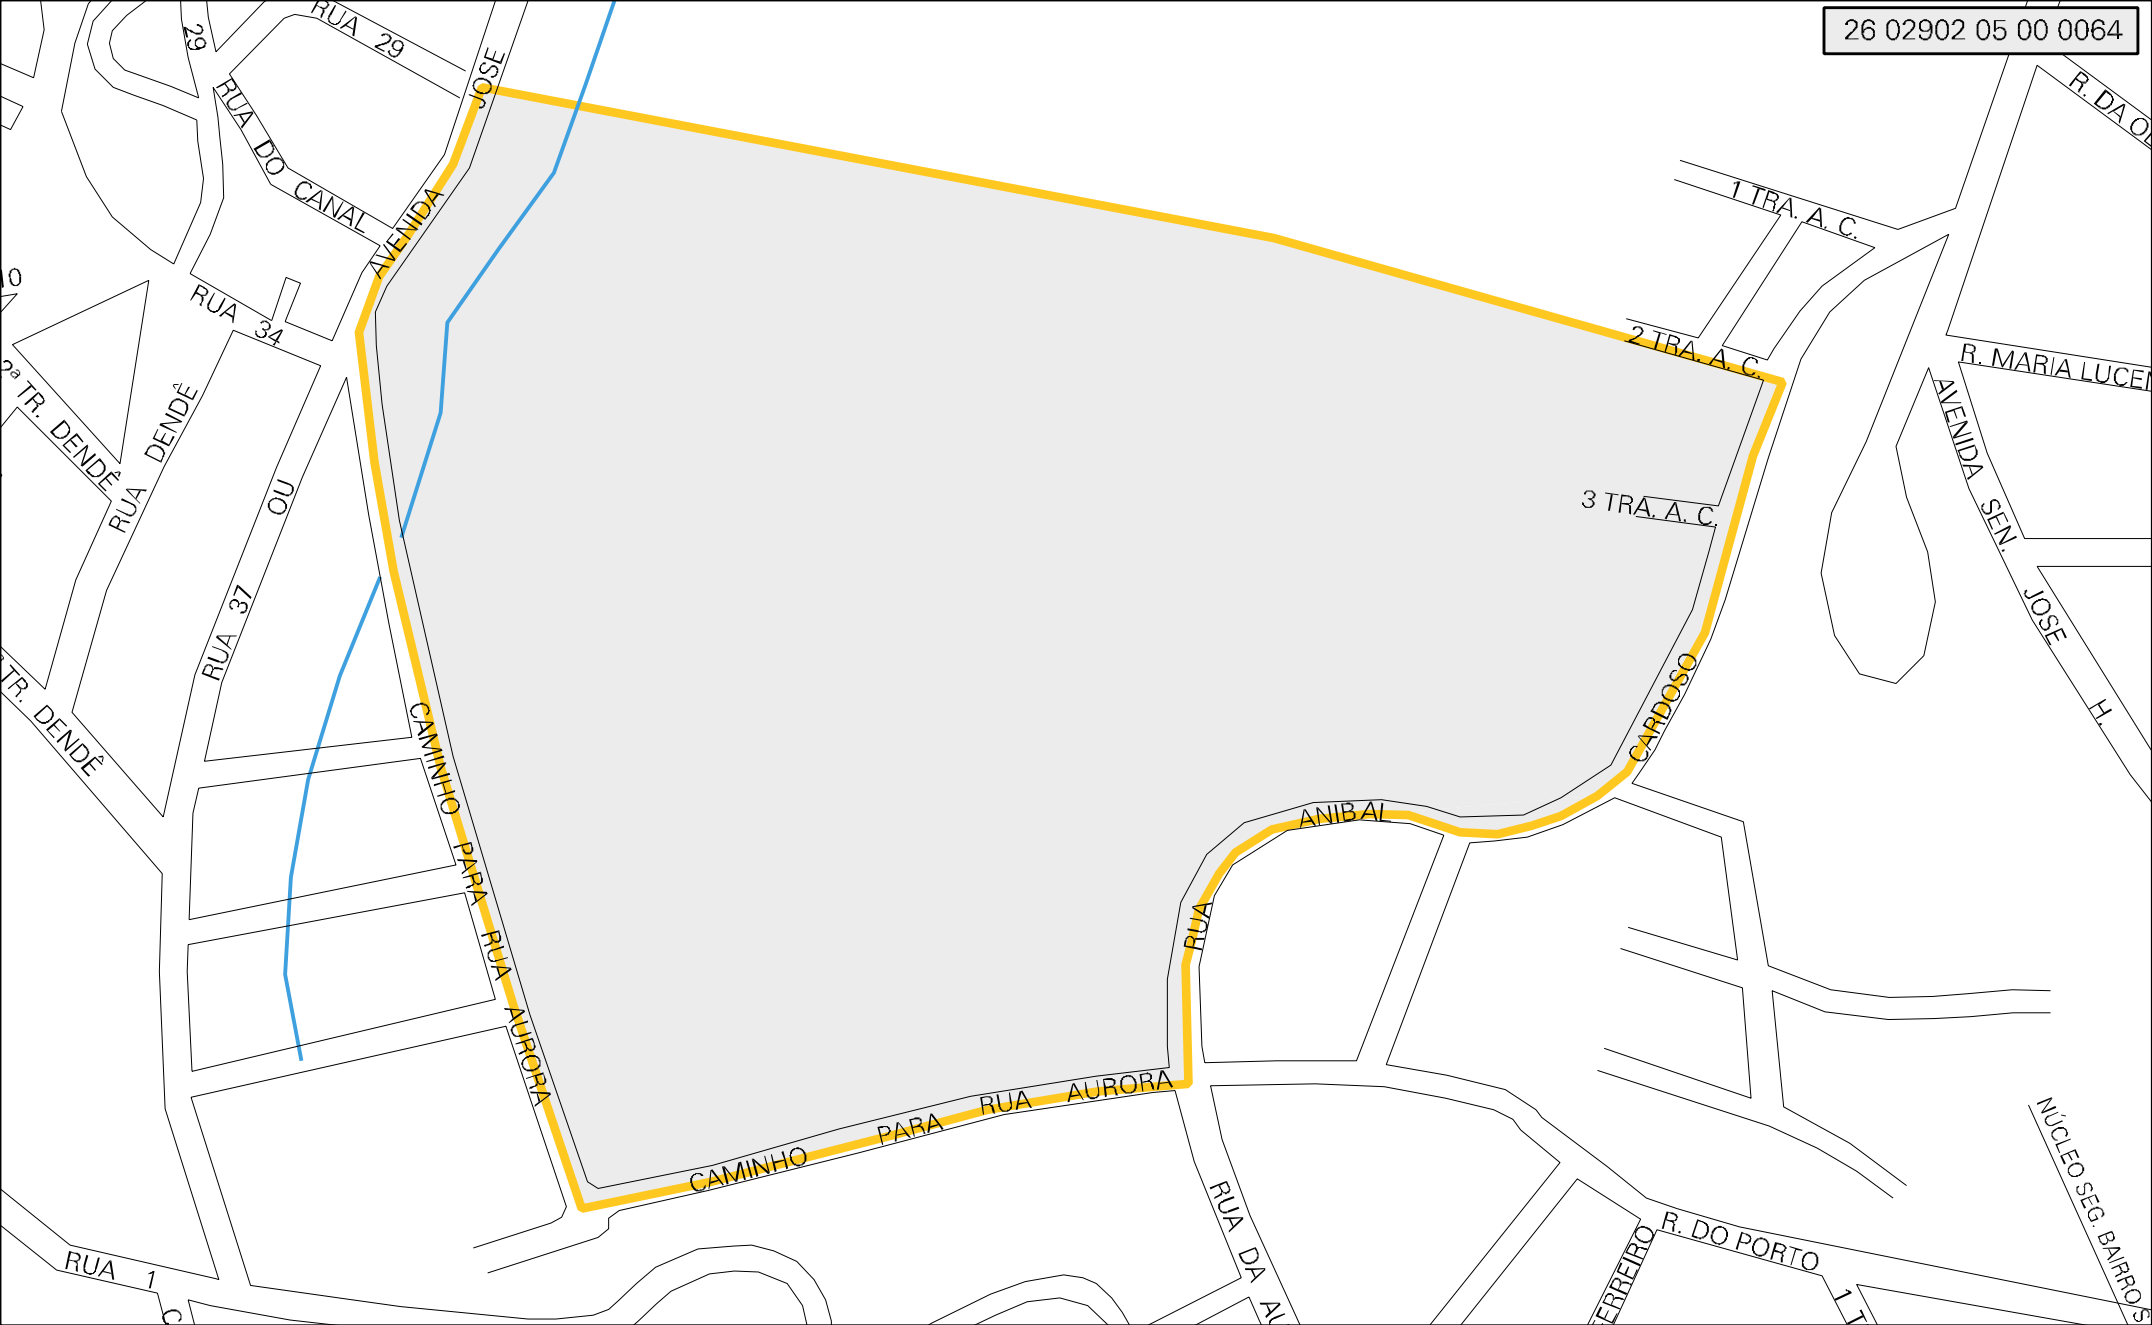 26 02902 05 00 0064
RUA 29
29
JOSE
R. DA
RUA DO CANAL
AVENIDA
1 TRA. A. C.
10
RUA 34
2 TRA. A. C.
R. MARIA
2ª TR. DENDÊ
RUA DENDÊ
AVENIDA SEN. JOSE H.
OU
3 TRA. A. C.
RUA 37
TR. DENDÊ
CARDOSO
CAMINHO PARA RUA AURORA
ANIBAL
RUA
CAMINHO PARA RUA AURORA
NÚCLEO SEG. BAIRROS
RUA DA
R. DO PORTO
RUA 1
C
1 T